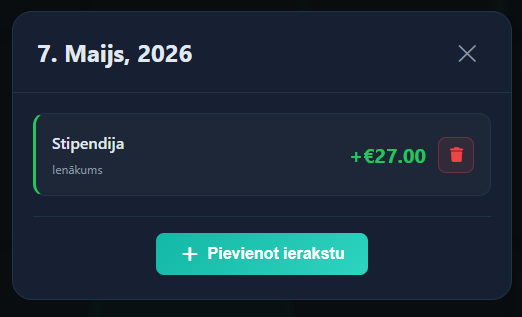 7. Maijs, 2026
Stipendija
Ienākums
+€27.00
Pievienot ierakstu